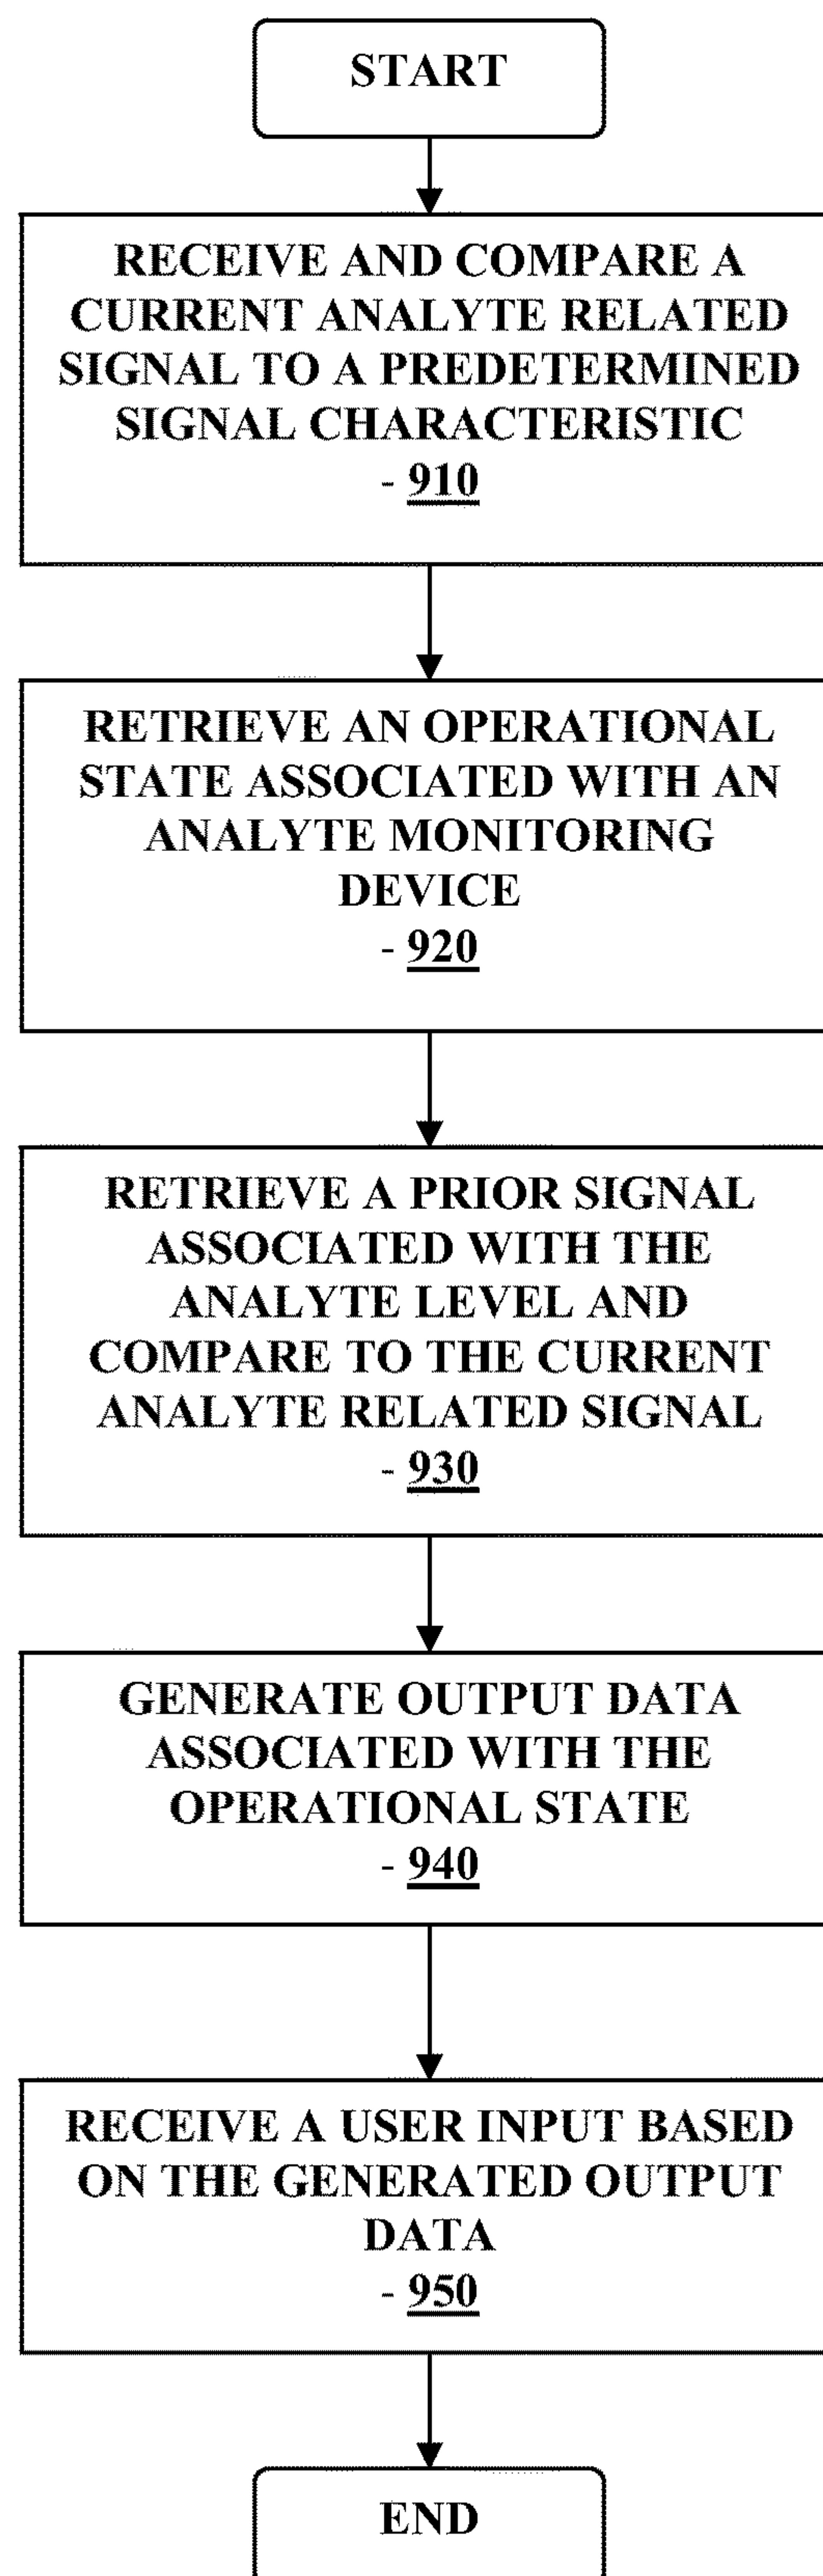 START
RECEIVE AND COMPARE A
CURRENT ANALYTE RELATED
SIGNAL TO A PREDETERMINED
SIGNAL CHARACTERISTIC
- 910
RETRIEVE AN OPERATIONAL
STATE ASSOCIATED WITH AN
ANALYTE MONITORING
DEVICE
- 920
RETRIEVE A PRIOR SIGNAL
ASSOCIATED WITH THE
ANALYTE LEVEL AND
COMPARE TO THE CURRENT
ANALYTE RELATED SIGNAL
- 930
GENERATE OUTPUT DATA
ASSOCIATED WITH THE
OPERATIONAL STATE
- 940
RECEIVE A USER INPUT BASED
ON THE GENERATED OUTPUT
DATA
- 950
END